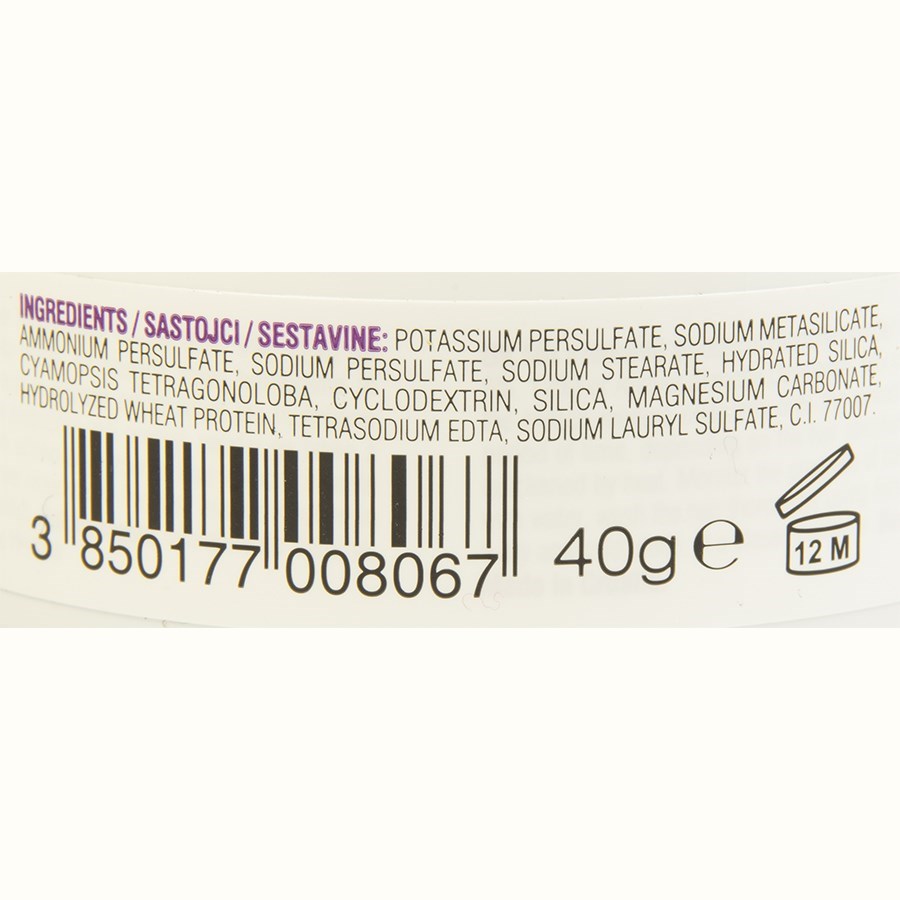 INGREDIENTS / SASTOJCI / SESTAVINE: POTASSIUM PERSULFATE, SODIUM METASILICATE,
AMMONIUM PERSULFATE, SODIUM PERSULFATE, SODIUM STEARATE, HYDRATED SILICA,
CYAMOPSIS TETRAGONOLOBA, CYCLODEXTRIN, SILICA, MAGNESIUM CARBONATE,
HYDROLYZED WHEAT PROTEIN, TETRASODIUM EDTA, SODIUM LAURYL SULFATE, C.I. 77007.
3 850177 008067 40g ℮ 12 M